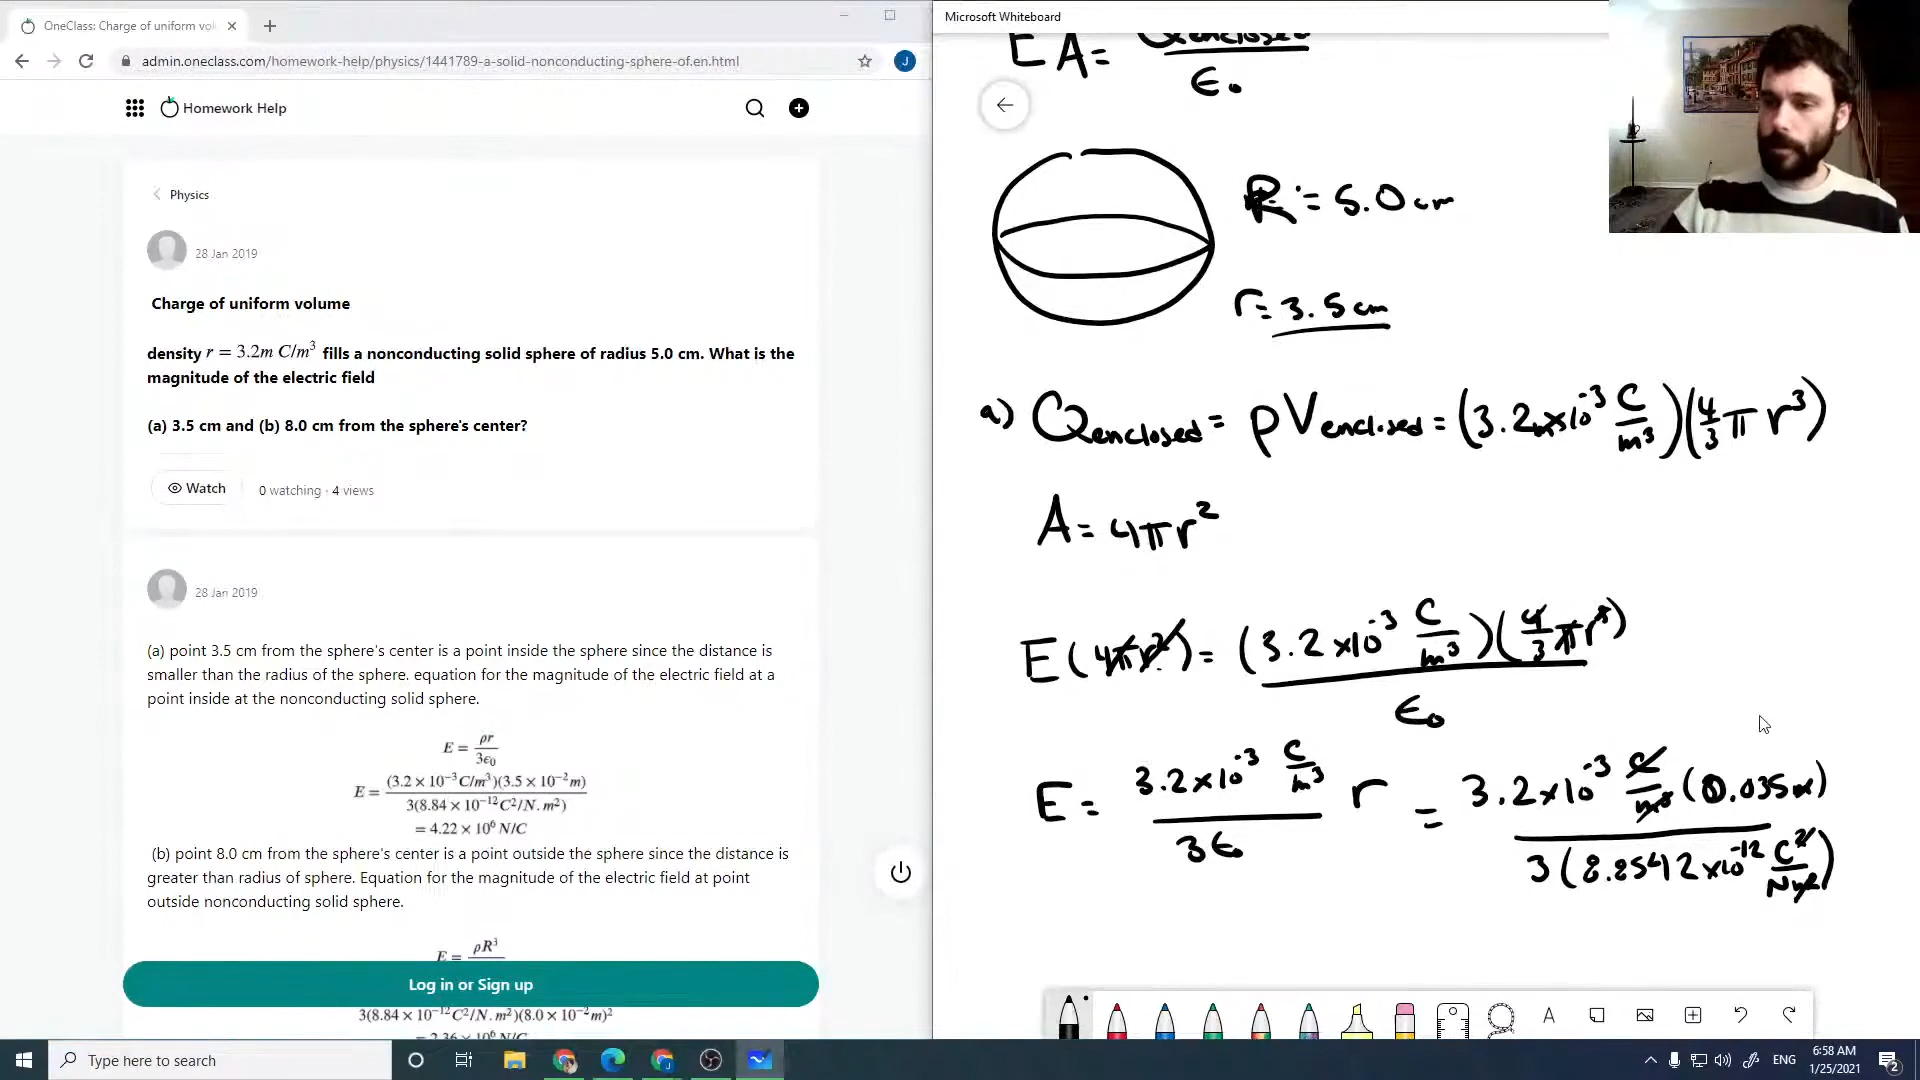 OneClass: Charge of uniform vol
admin.oneclass.com/homework-help/physics/1441789-a-solid-nonconducting-sphere-of.en.html
J
Homework Help
Physics
28 Jan 2019
Charge of uniform volume
density r = 3.2m C/m³ fills a nonconducting solid sphere of radius 5.0 cm. What is the
magnitude of the electric field
(a) 3.5 cm and (b) 8.0 cm from the sphere's center?
Watch 0 watching · 4 views
28 Jan 2019
(a) point 3.5 cm from the sphere's center is a point inside the sphere since the distance is
smaller than the radius of the sphere. equation for the magnitude of the electric field at a
point inside at the nonconducting solid sphere.
E = ρr / 3ϵ₀
E = (3.2 × 10⁻³ C/m³)(3.5 × 10⁻² m) / 3(8.84 × 10⁻¹² C²/N. m²)
= 4.22 × 10⁶ N/C
(b) point 8.0 cm from the sphere's center is a point outside the sphere since the distance is
greater than radius of sphere. Equation for the magnitude of the electric field at point
outside nonconducting solid sphere.
E = ρR³
Log in or Sign up
3(8.84 × 10⁻¹² C²/N. m²)(8.0 × 10⁻² m)²
= 2.36 × 10⁶ N/C
Microsoft Whiteboard
EA = Qenclosed / ϵ₀
R = 5.0 cm
r = 3.5 cm
a) Qenclosed = ρVenclosed = (3.2 × 10⁻³ C/m³)(4/3 π r³)
A = 4πr²
E(4πr²) = (3.2 × 10⁻³ C/m³)(4/3 πr³) / ϵ₀
E = 3.2 × 10⁻³ C/m³ / 3ϵ₀ r = 3.2 × 10⁻³ C/m³ (0.035m) / 3(8.8542 × 10⁻¹² C²/Nm²)
A
Type here to search
ENG
6:58 AM
1/25/2021
2